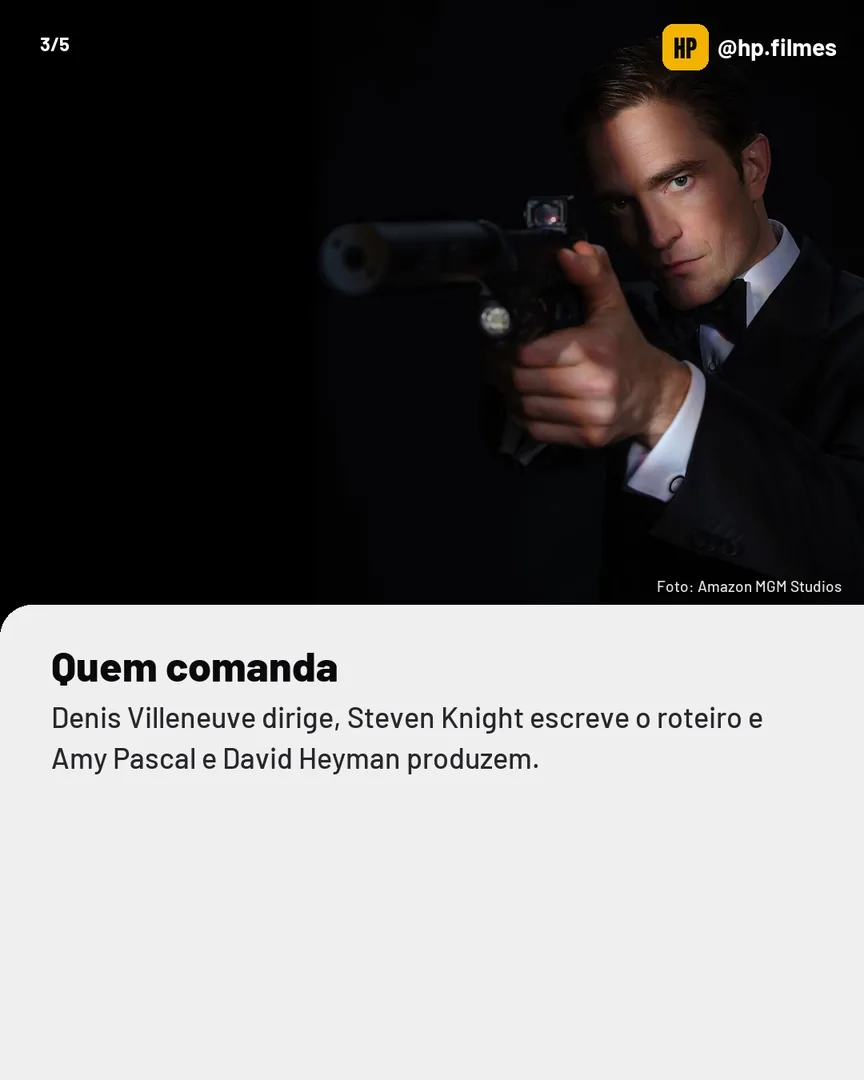 3/5
HP @hp.filmes
Foto: Amazon MGM Studios
Quem comanda
Denis Villeneuve dirige, Steven Knight escreve o roteiro e
Amy Pascal e David Heyman produzem.